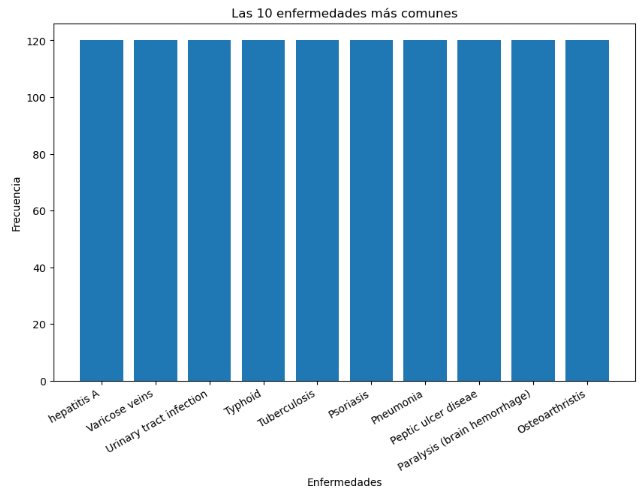 Las 10 enfermedades más comunes
120
100
80
60
40
20
0
Frecuencia
hepatitis A
Varicose veins
Urinary tract infection
Typhoid
Tuberculosis
Psoriasis
Pneumonia
Peptic ulcer diseae
Paralysis (brain hemorrhage)
Osteoarthristis
Enfermedades